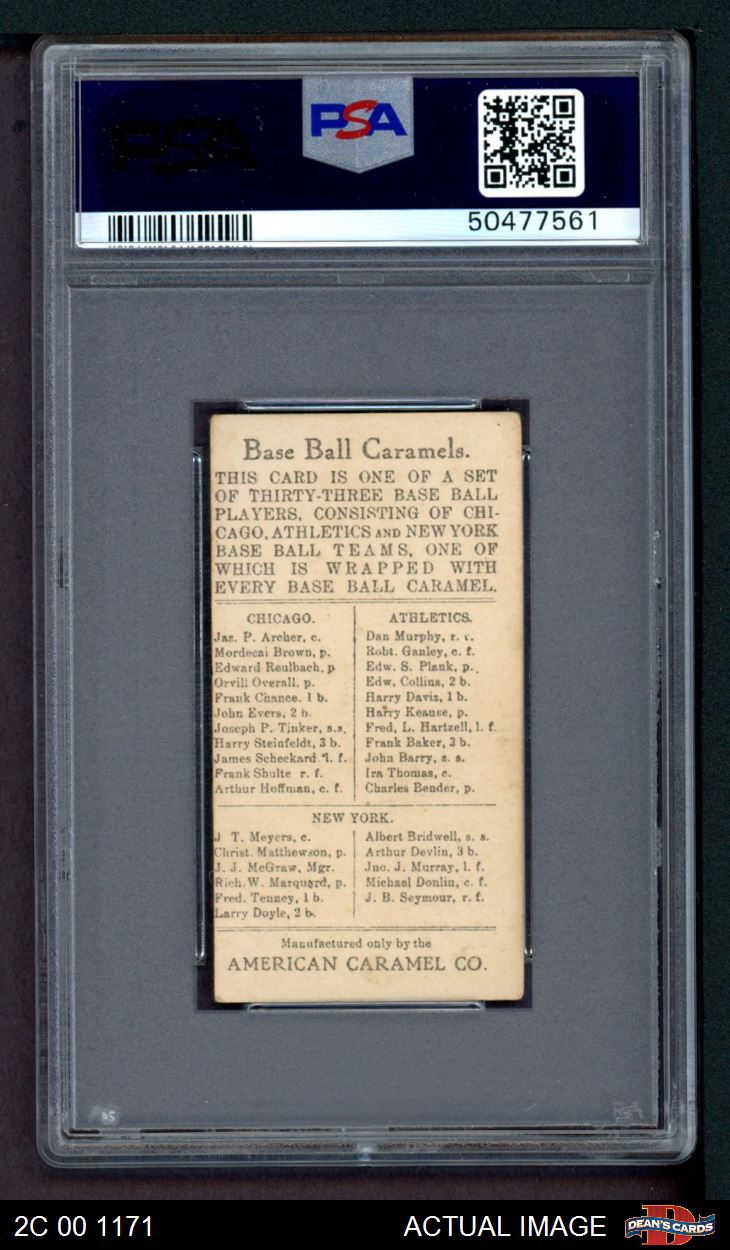 PSA
PSA
50477561
Base Ball Caramels.
THIS CARD IS ONE OF A SET
OF THIRTY-THREE BASE BALL
PLAYERS, CONSISTING OF CHI-
CAGO, ATHLETICS AND NEW YORK
BASE BALL TEAMS, ONE OF
WHICH IS WRAPPED WITH
EVERY BASE BALL CARAMEL.
CHICAGO.
Jas. P. Archer, c.
Mordecai Brown, p.
Edward Reulbach, p
Orvill Overall, p.
Frank Chance. 1 b.
John Evers, 2 b.
Joseph P. Tinker, s.s.
Harry Steinfeldt, 3 b.
James Scheckard l. f.
Frank Shulte r. f.
Arthur Hoffman, c. f.
ATHLETICS.
Dan Murphy, r. f.
Robt. Ganley, c. f.
Edw. S. Plank, p.
Edw. Collins, 2 b.
Harry Davis, 1 b.
Harry Keause, p.
Fred, L. Hartzell, l. f.
Frank Baker, 3 b.
John Barry, s. s.
Ira Thomas, c.
Charles Bender, p.
NEW YORK.
J T. Meyers, c.
Christ. Matthewson, p.
J. J. McGraw, Mgr.
Rich. W. Marquard, p.
Fred. Tenney, 1 b.
Larry Doyle, 2 b.
Albert Bridwell, s. s.
Arthur Devlin, 3 b.
Jno. J. Murray, l. f.
Michael Donlin, c. f.
J. B. Seymour, r. f.
Manufactured only by the
AMERICAN CARAMEL CO.
2C 00 1171
ACTUAL IMAGE
DEAN'S CARDS